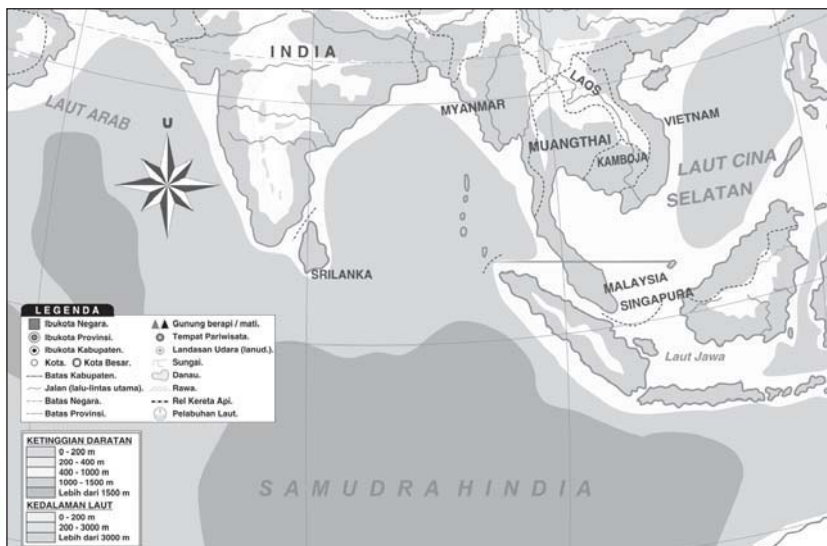 INDIA
LAUT ARAB
U
MYANMAR
LAOS
VIETNAM
MUANGTHAI
KAMBOJA
LAUT CINA
SELATAN
SRILANKA
MALAYSIA
SINGAPURA
Laut Jawa
SAMUDRA HINDIA
LEGENDA
Ibukota Negara.
Ibukota Provinsi.
Ibukota Kabupaten.
Kota. Kota Besar.
Batas Kabupaten.
Jalan (lalu-lintas utama).
Batas Negara.
Batas Provinsi.
Gunung berapi / mati.
Tempat Pariwisata.
Landasan Udara (lanud.).
Sungai.
Danau.
Rawa.
Rel Kereta Api.
Pelabuhan Laut.
KETINGGIAN DARATAN
0 - 200 m
200 - 400 m
400 - 1000 m
1000 - 1500 m
Lebih dari 1500 m
KEDALAMAN LAUT
0 - 200 m
200 - 3000 m
Lebih dari 3000 m